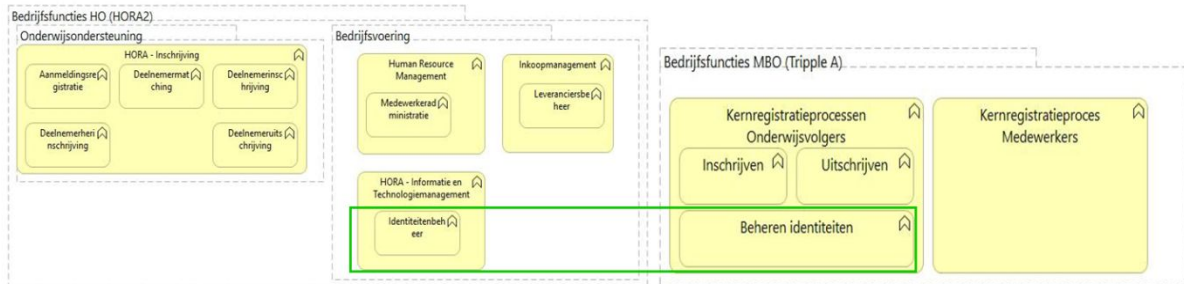 Bedrijfsfuncties HO (HORA2)
Onderwijsondersteuning
HORA - Inschrijving
Aanmeldingsre
gistratie
Deelnemermat
ching
Deelnemerinsc
hrijving
Deelnemerheri
nschrijving
Deelnemeruits
chrijving
Bedrijfsvoering
Human Resource
Management
Medewerkerad
ministratie
Inkoopmanagement
Leveranciersbe
heer
HORA - Informatie en
Technologiemanagement
Identiteitenbeh
eer
Bedrijfsfuncties MBO (Tripple A)
Kernregistratieprocessen
Onderwijsvolgers
Inschrijven
Uitschrijven
Beheren identiteiten
Kernregistratieproces
Medewerkers